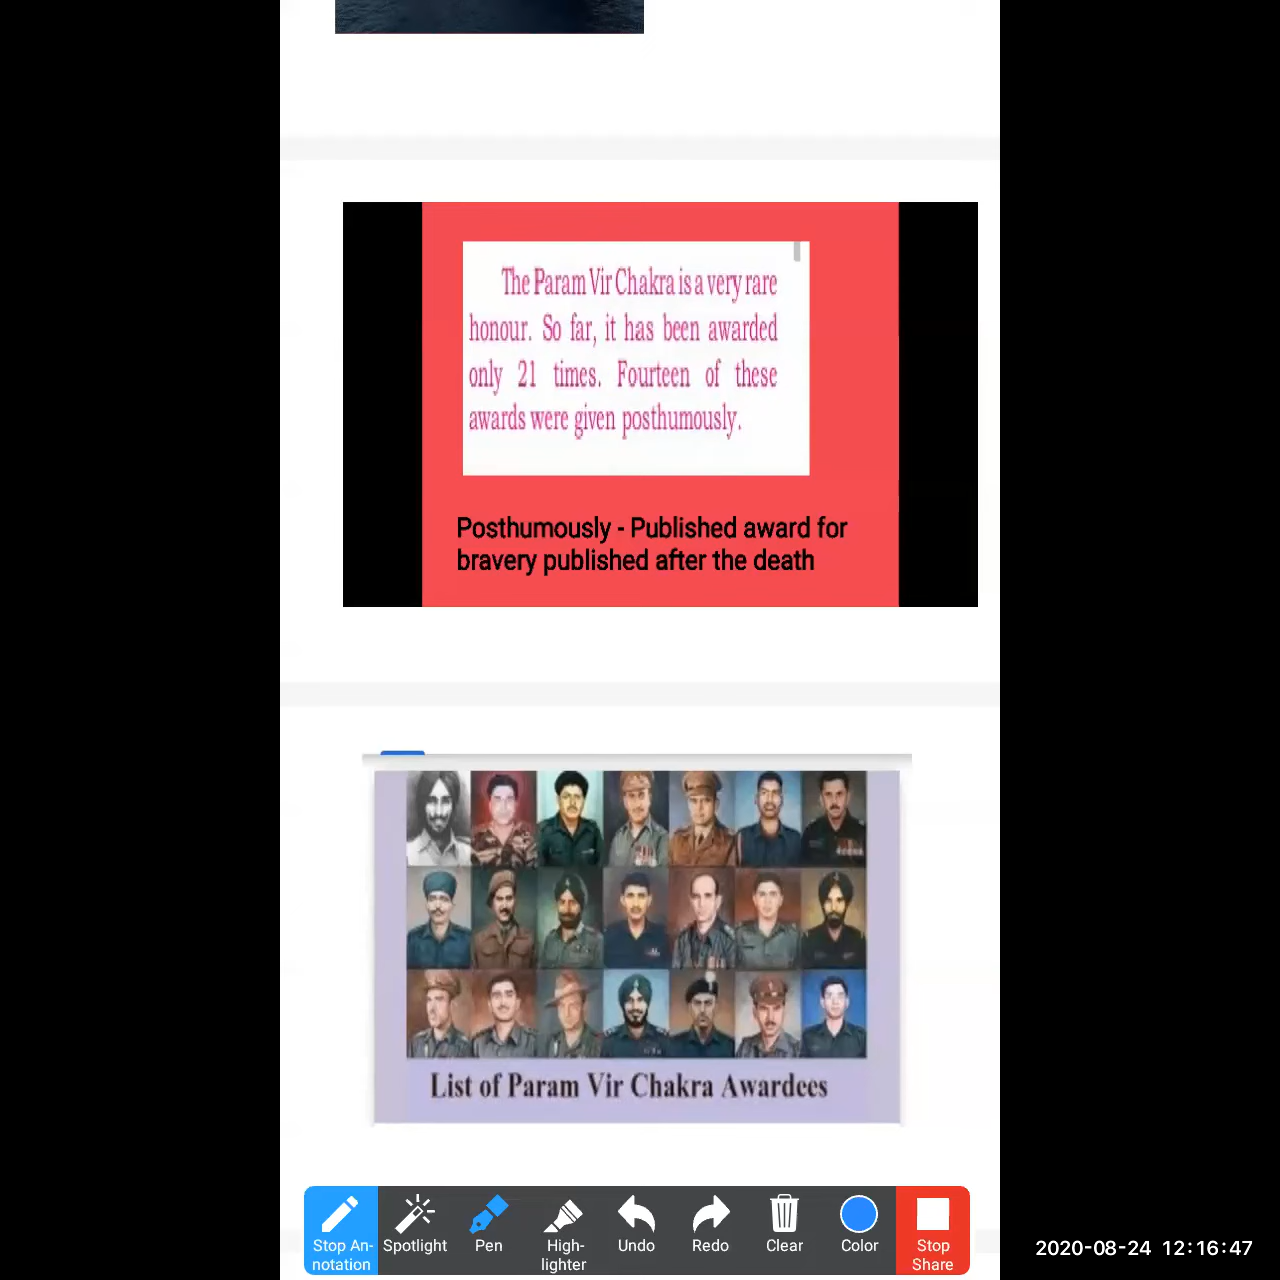 The Param Vir Chakra is a very rare
honour. So far, it has been awarded
only 21 times. Fourteen of these
awards were given posthumously.
Posthumously - Published award for
bravery published after the death
List of Param Vir Chakra Awardees
Stop An-
notation
Spotlight
Pen
High-
lighter
Undo
Redo
Clear
Color
Stop
Share
2020-08-24 12:16:47